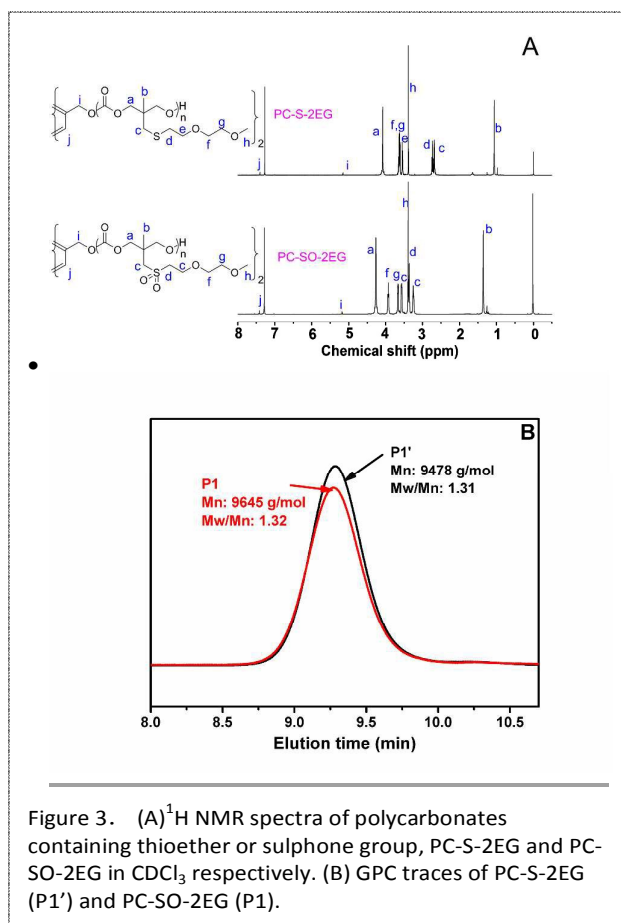 A
i
O
O
a
b
O
H
n
j
c
S
d
e
O
f
g
O
h
2
PC-S-2EG
j
i
a
f,g
e
h
d
c
b
i
O
O
a
b
O
H
n
j
c
S
O
O
d
c
O
f
g
O
h
2
PC-SO-2EG
j
i
a
f
g
c
h
d
c
b
8 7 6 5 4 3 2 1 0
Chemical shift (ppm)
B
P1'
Mn: 9478 g/mol
Mw/Mn: 1.31
P1
Mn: 9645 g/mol
Mw/Mn: 1.32
8.0 8.5 9.0 9.5 10.0 10.5
Elution time (min)
Figure 3. (A)¹H NMR spectra of polycarbonates
containing thioether or sulphone group, PC-S-2EG and PC-
SO-2EG in CDCl₃ respectively. (B) GPC traces of PC-S-2EG
(P1’) and PC-SO-2EG (P1).